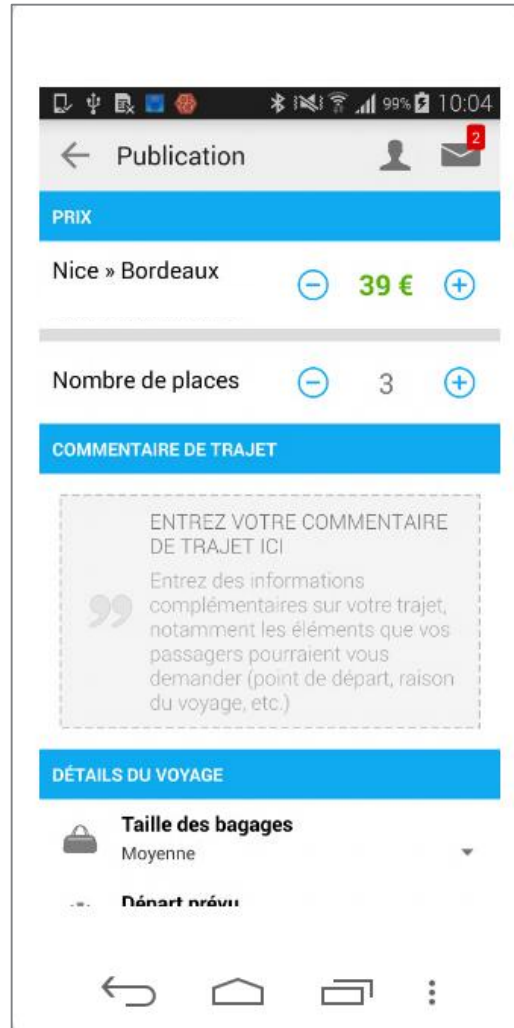 99% 10:04
Publication
2
PRIX
Nice » Bordeaux
39 €
Nombre de places
3
COMMENTAIRE DE TRAJET
ENTREZ VOTRE COMMENTAIRE
DE TRAJET ICI
Entrez des informations
complémentaires sur votre trajet,
notamment les éléments que vos
passagers pourraient vous
demander (point de départ, raison
du voyage, etc.)
DÉTAILS DU VOYAGE
Taille des bagages
Moyenne
Départ prévu